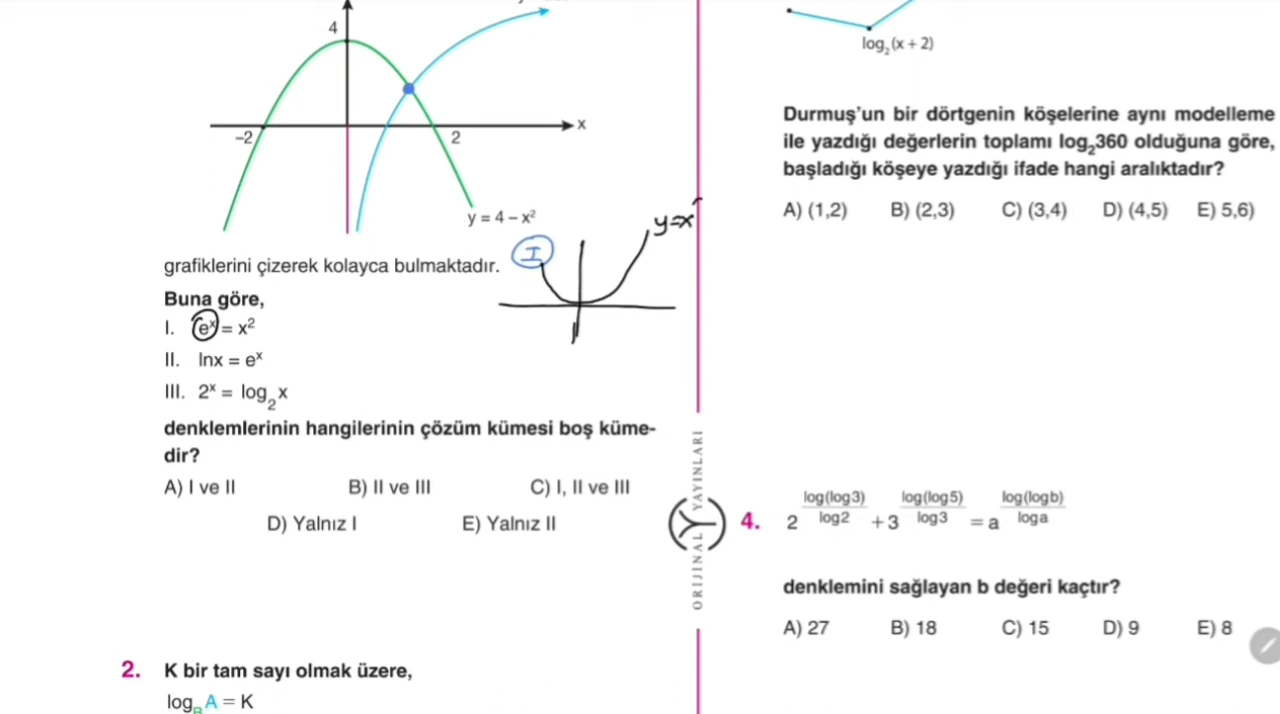 4
x
–2
2
y = 4 – x²
y=x²
I
grafiklerini çizerek kolayca bulmaktadır.
Buna göre,
I. eˣ = x²
II. lnx = eˣ
III. 2ˣ = log₂x
denklemlerinin hangilerinin çözüm kümesi boş küme-
dir?
A) I ve II B) II ve III C) I, II ve III
D) Yalnız I E) Yalnız II
2. K bir tam sayı olmak üzere,
log_B A = K
ORIJINAL YAYINLARI
log₂(x + 2)
Durmuş'un bir dörtgenin köşelerine aynı modelleme
ile yazdığı değerlerin toplamı log₂360 olduğuna göre,
başladığı köşeye yazdığı ifade hangi aralıktadır?
A) (1,2) B) (2,3) C) (3,4) D) (4,5) E) 5,6)
4. 2^(log(log3)/log2) + 3^(log(log5)/log3) = a^(log(logb)/loga)
denklemini sağlayan b değeri kaçtır?
A) 27 B) 18 C) 15 D) 9 E) 8